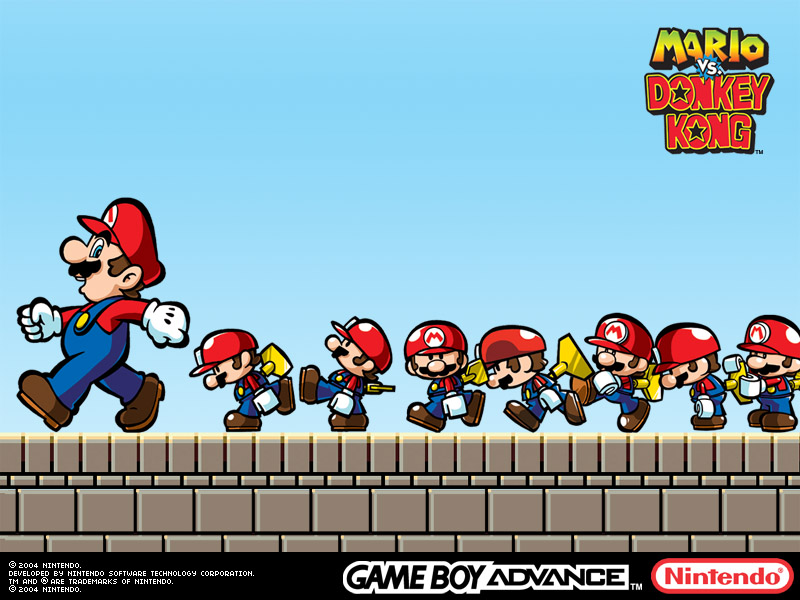 MARIO
VS.
DONKEY
KONG
TM
© 2004 NINTENDO.
DEVELOPED BY NINTENDO SOFTWARE TECHNOLOGY CORPORATION.
TM AND ® ARE TRADEMARKS OF NINTENDO.
© 2004 NINTENDO.
GAME BOY ADVANCE TM
Nintendo®